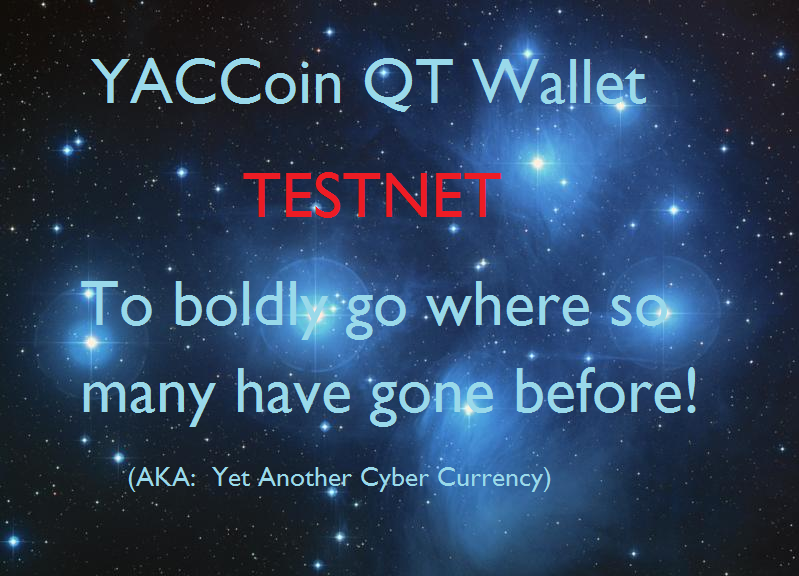 YACCoin QT Wallet
TESTNET
To boldly go where so
many have gone before!
(AKA:  Yet Another Cyber Currency)